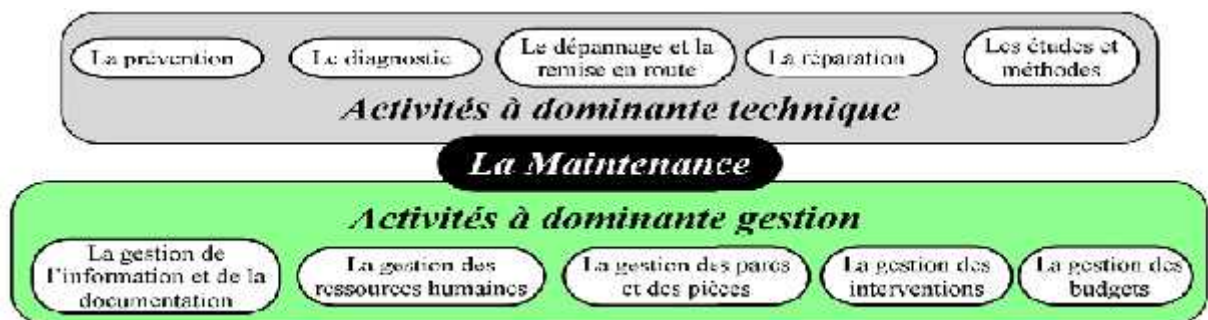 La prévention
Le diagnostic
Le dépannage et la
remise en route
La réparation
Les études et
méthodes
Activités à dominante technique
La Maintenance
Activités à dominante gestion
La gestion de
l'information et de la
documentation
La gestion des
ressources humaines
La gestion des parcs
et des pièces
La gestion des
interventions
La gestion des
budgets